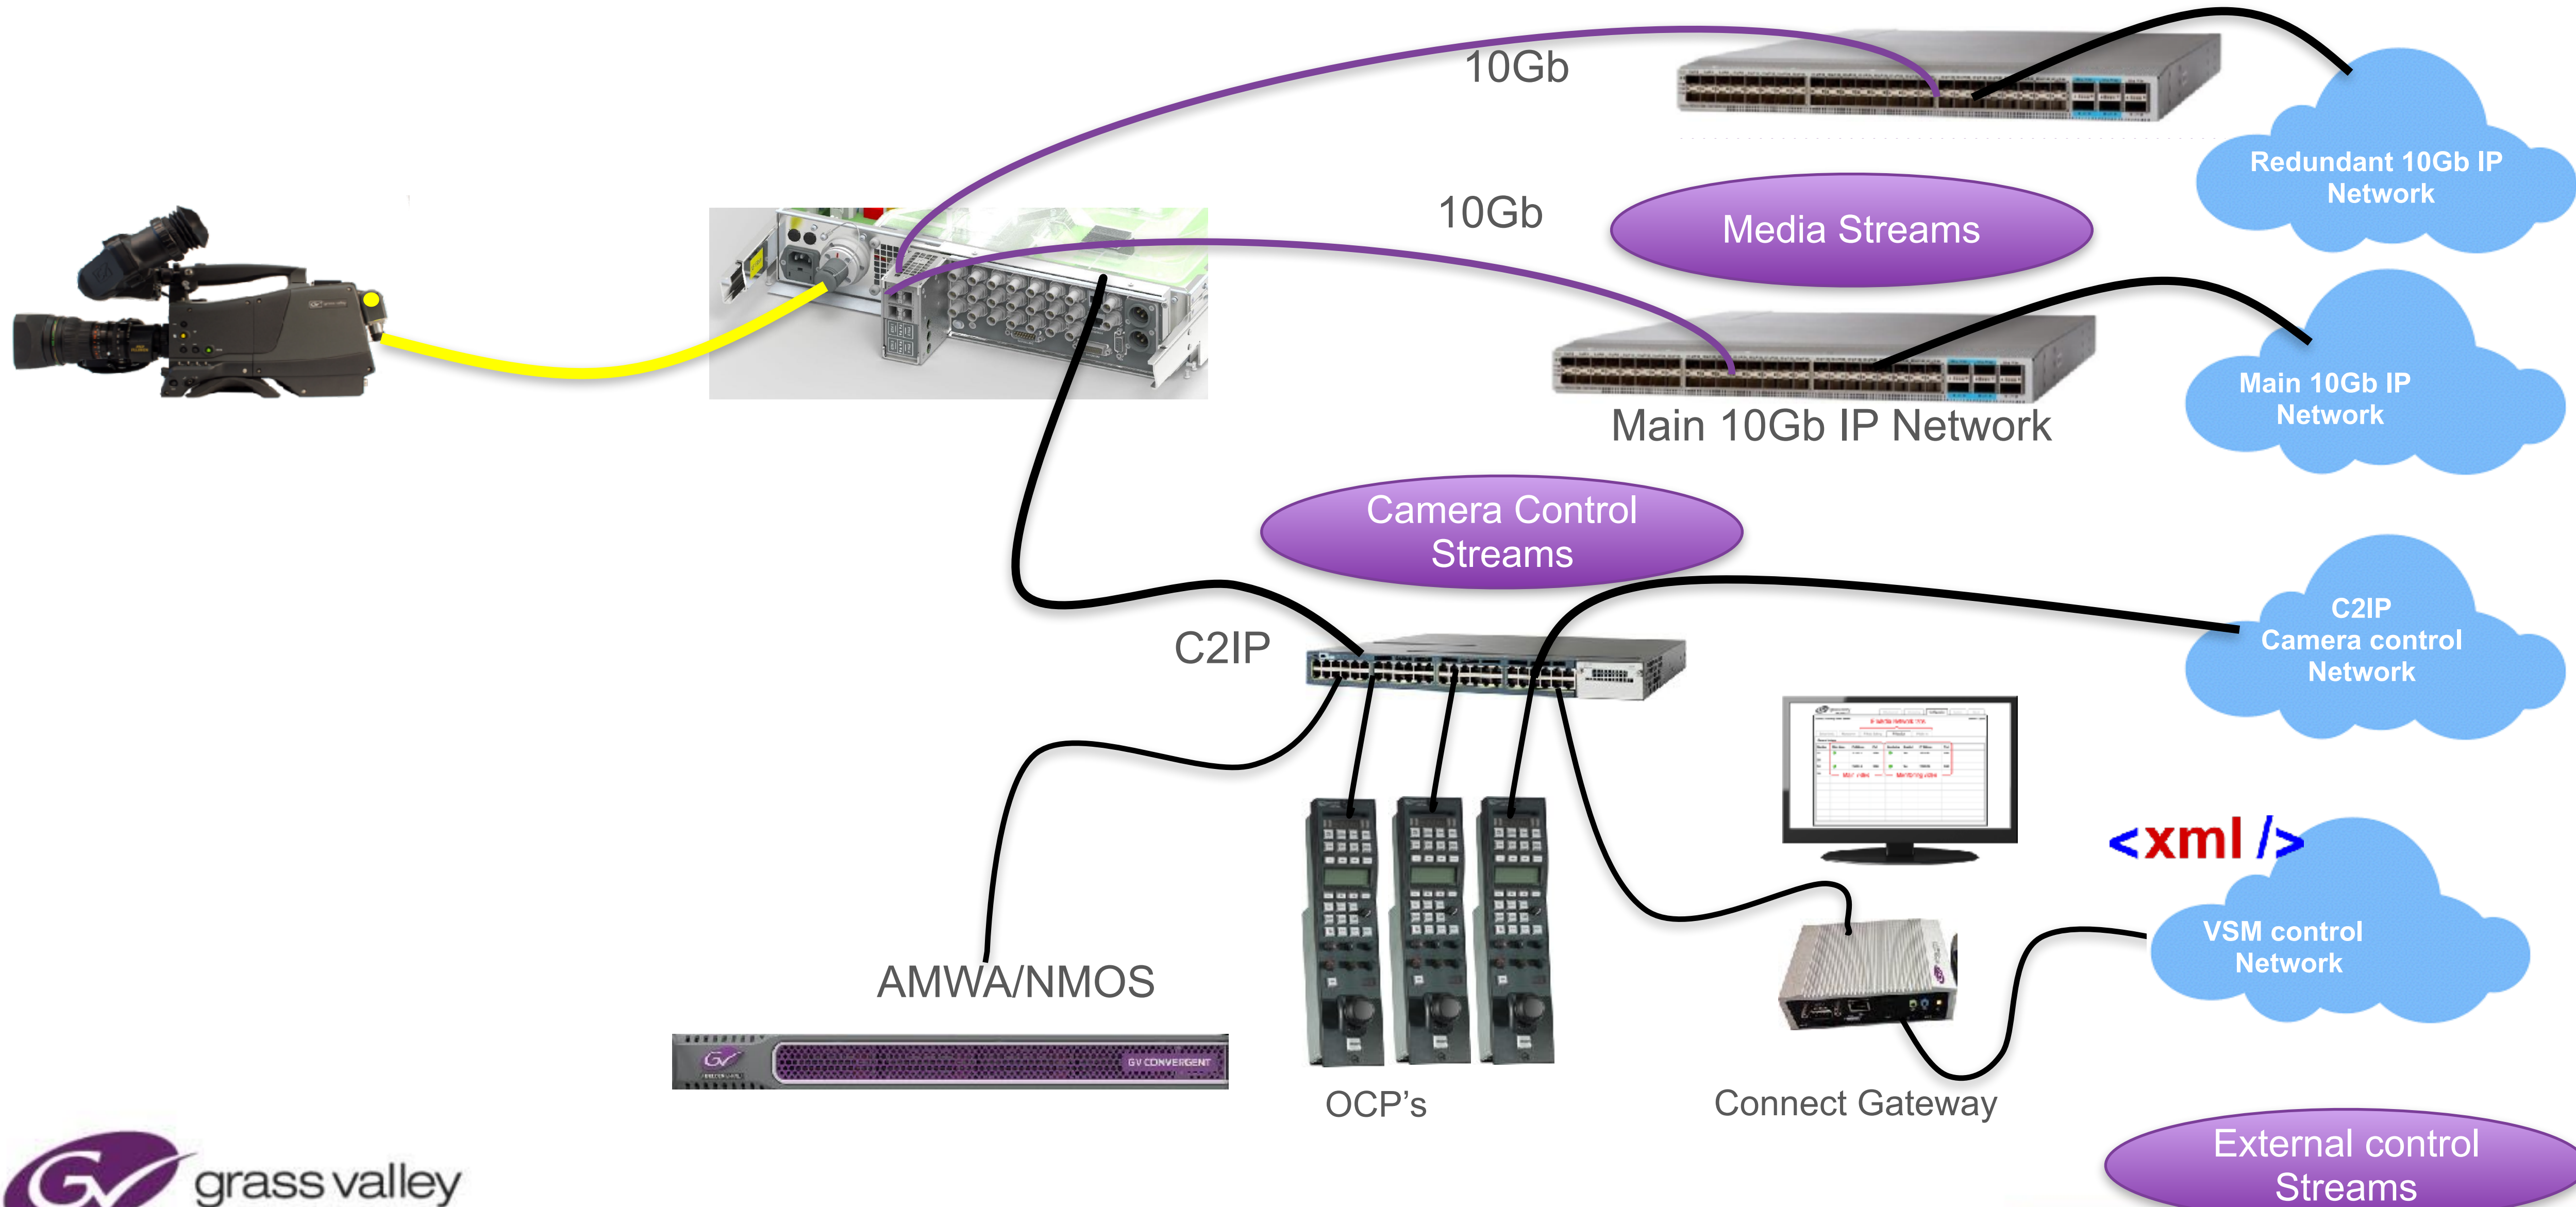 10Gb
Redundant 10Gb IP
Network
10Gb
Media Streams
Main 10Gb IP
Network
Main 10Gb IP Network
Camera Control
Streams
C2IP
C2IP
Camera control
Network
<xml />
VSM control
Network
AMWA/NMOS
GV CONVERGENT
OCP's
Connect Gateway
External control
Streams
GV grass valley